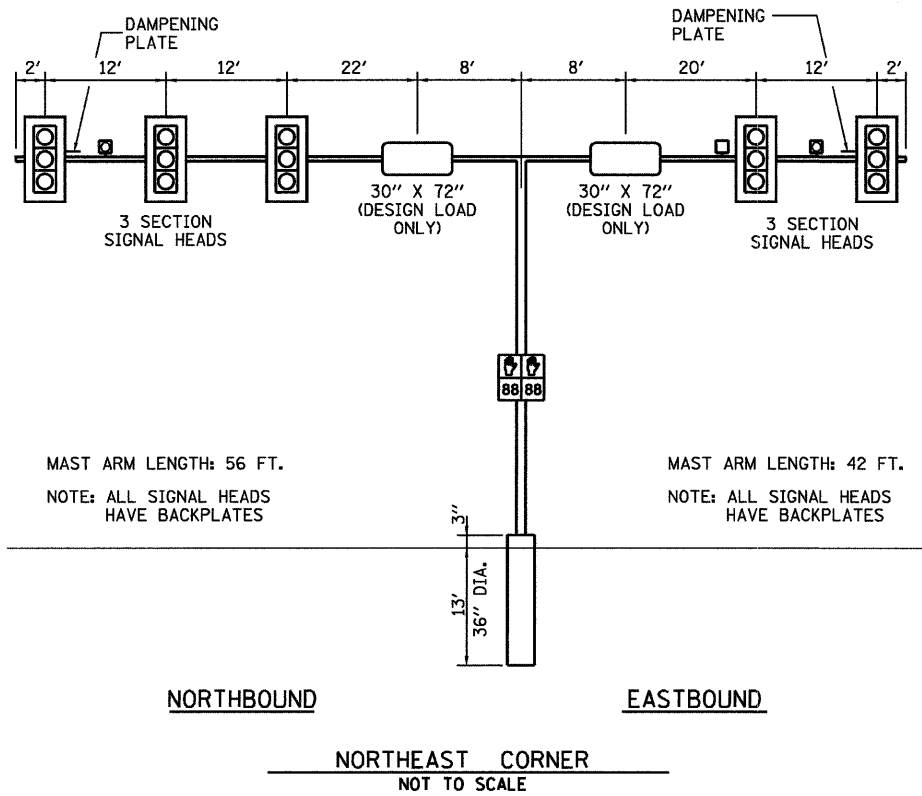 DAMPENING
PLATE
DAMPENING
PLATE
2' 12' 12' 22' 8' 8' 20' 12' 2'
30" X 72"
(DESIGN LOAD
ONLY)
30" X 72"
(DESIGN LOAD
ONLY)
3 SECTION
SIGNAL HEADS
3 SECTION
SIGNAL HEADS
88 88
MAST ARM LENGTH: 56 FT.
NOTE: ALL SIGNAL HEADS
HAVE BACKPLATES
MAST ARM LENGTH: 42 FT.
NOTE: ALL SIGNAL HEADS
HAVE BACKPLATES
3"
13'
36" DIA.
NORTHBOUND
EASTBOUND
NORTHEAST CORNER
NOT TO SCALE